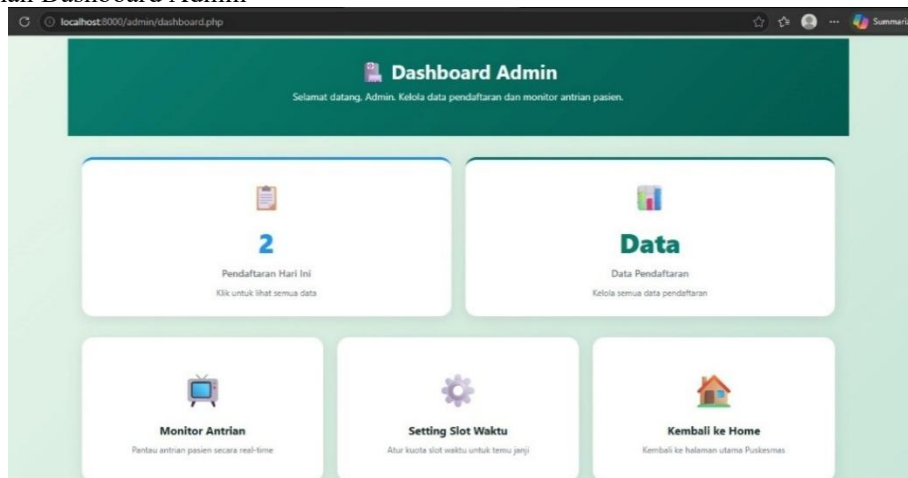 an Dashboard Admin
localhost:8000/admin/dashboard.php
Dashboard Admin
Selamat datang, Admin. Kelola data pendaftaran dan monitor antrian pasien.
2
Pendaftaran Hari Ini
Klik untuk lihat semua data
Data
Data Pendaftaran
Kelola semua data pendaftaran
Monitor Antrian
Pantau antrian pasien secara real-time
Setting Slot Waktu
Atur kuota slot waktu untuk temu janji
Kembali ke Home
Kembali ke halaman utama Puskesmas